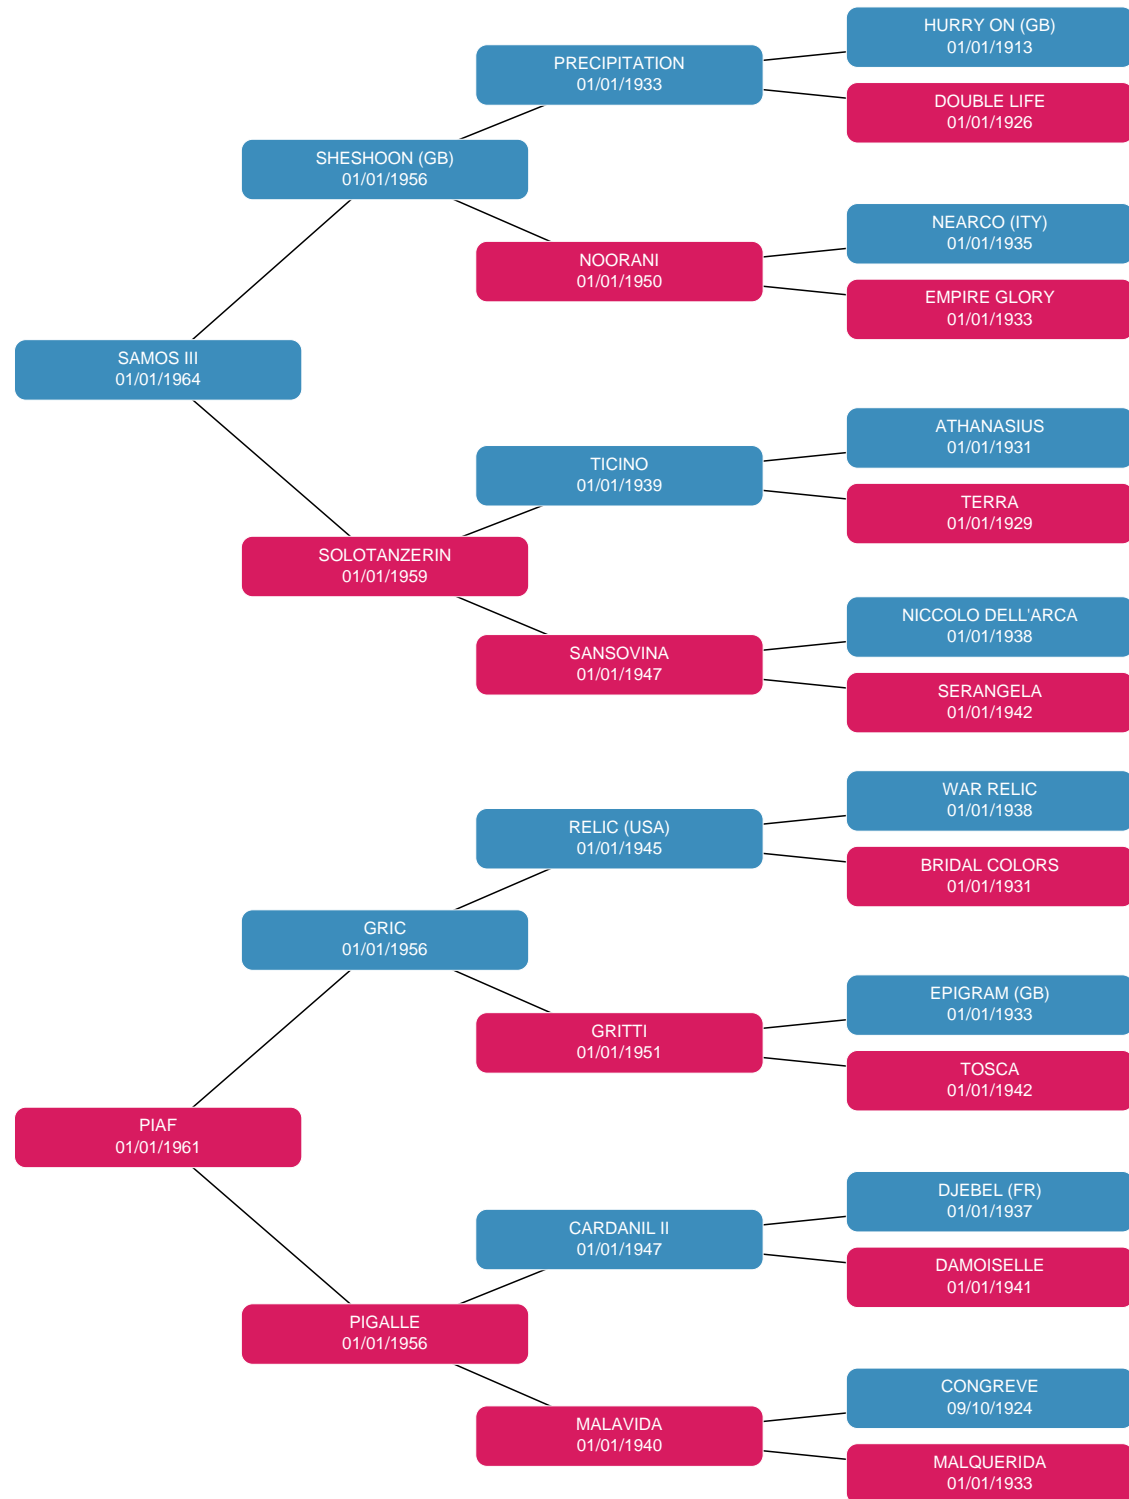 HURRY ON (GB)
01/01/1913
PRECIPITATION
01/01/1933
DOUBLE LIFE
01/01/1926
SHESHOON (GB)
01/01/1956
NEARCO (ITY)
01/01/1935
NOORANI
01/01/1950
EMPIRE GLORY
01/01/1933
SAMOS III
01/01/1964
ATHANASIUS
01/01/1931
TICINO
01/01/1939
TERRA
01/01/1929
SOLOTANZERIN
01/01/1959
NICCOLO DELL'ARCA
01/01/1938
SANSOVINA
01/01/1947
SERANGELA
01/01/1942
WAR RELIC
01/01/1938
RELIC (USA)
01/01/1945
BRIDAL COLORS
01/01/1931
GRIC
01/01/1956
EPIGRAM (GB)
01/01/1933
GRITTI
01/01/1951
TOSCA
01/01/1942
PIAF
01/01/1961
DJEBEL (FR)
01/01/1937
CARDANIL II
01/01/1947
DAMOISELLE
01/01/1941
PIGALLE
01/01/1956
CONGREVE
09/10/1924
MALAVIDA
01/01/1940
MALQUERIDA
01/01/1933